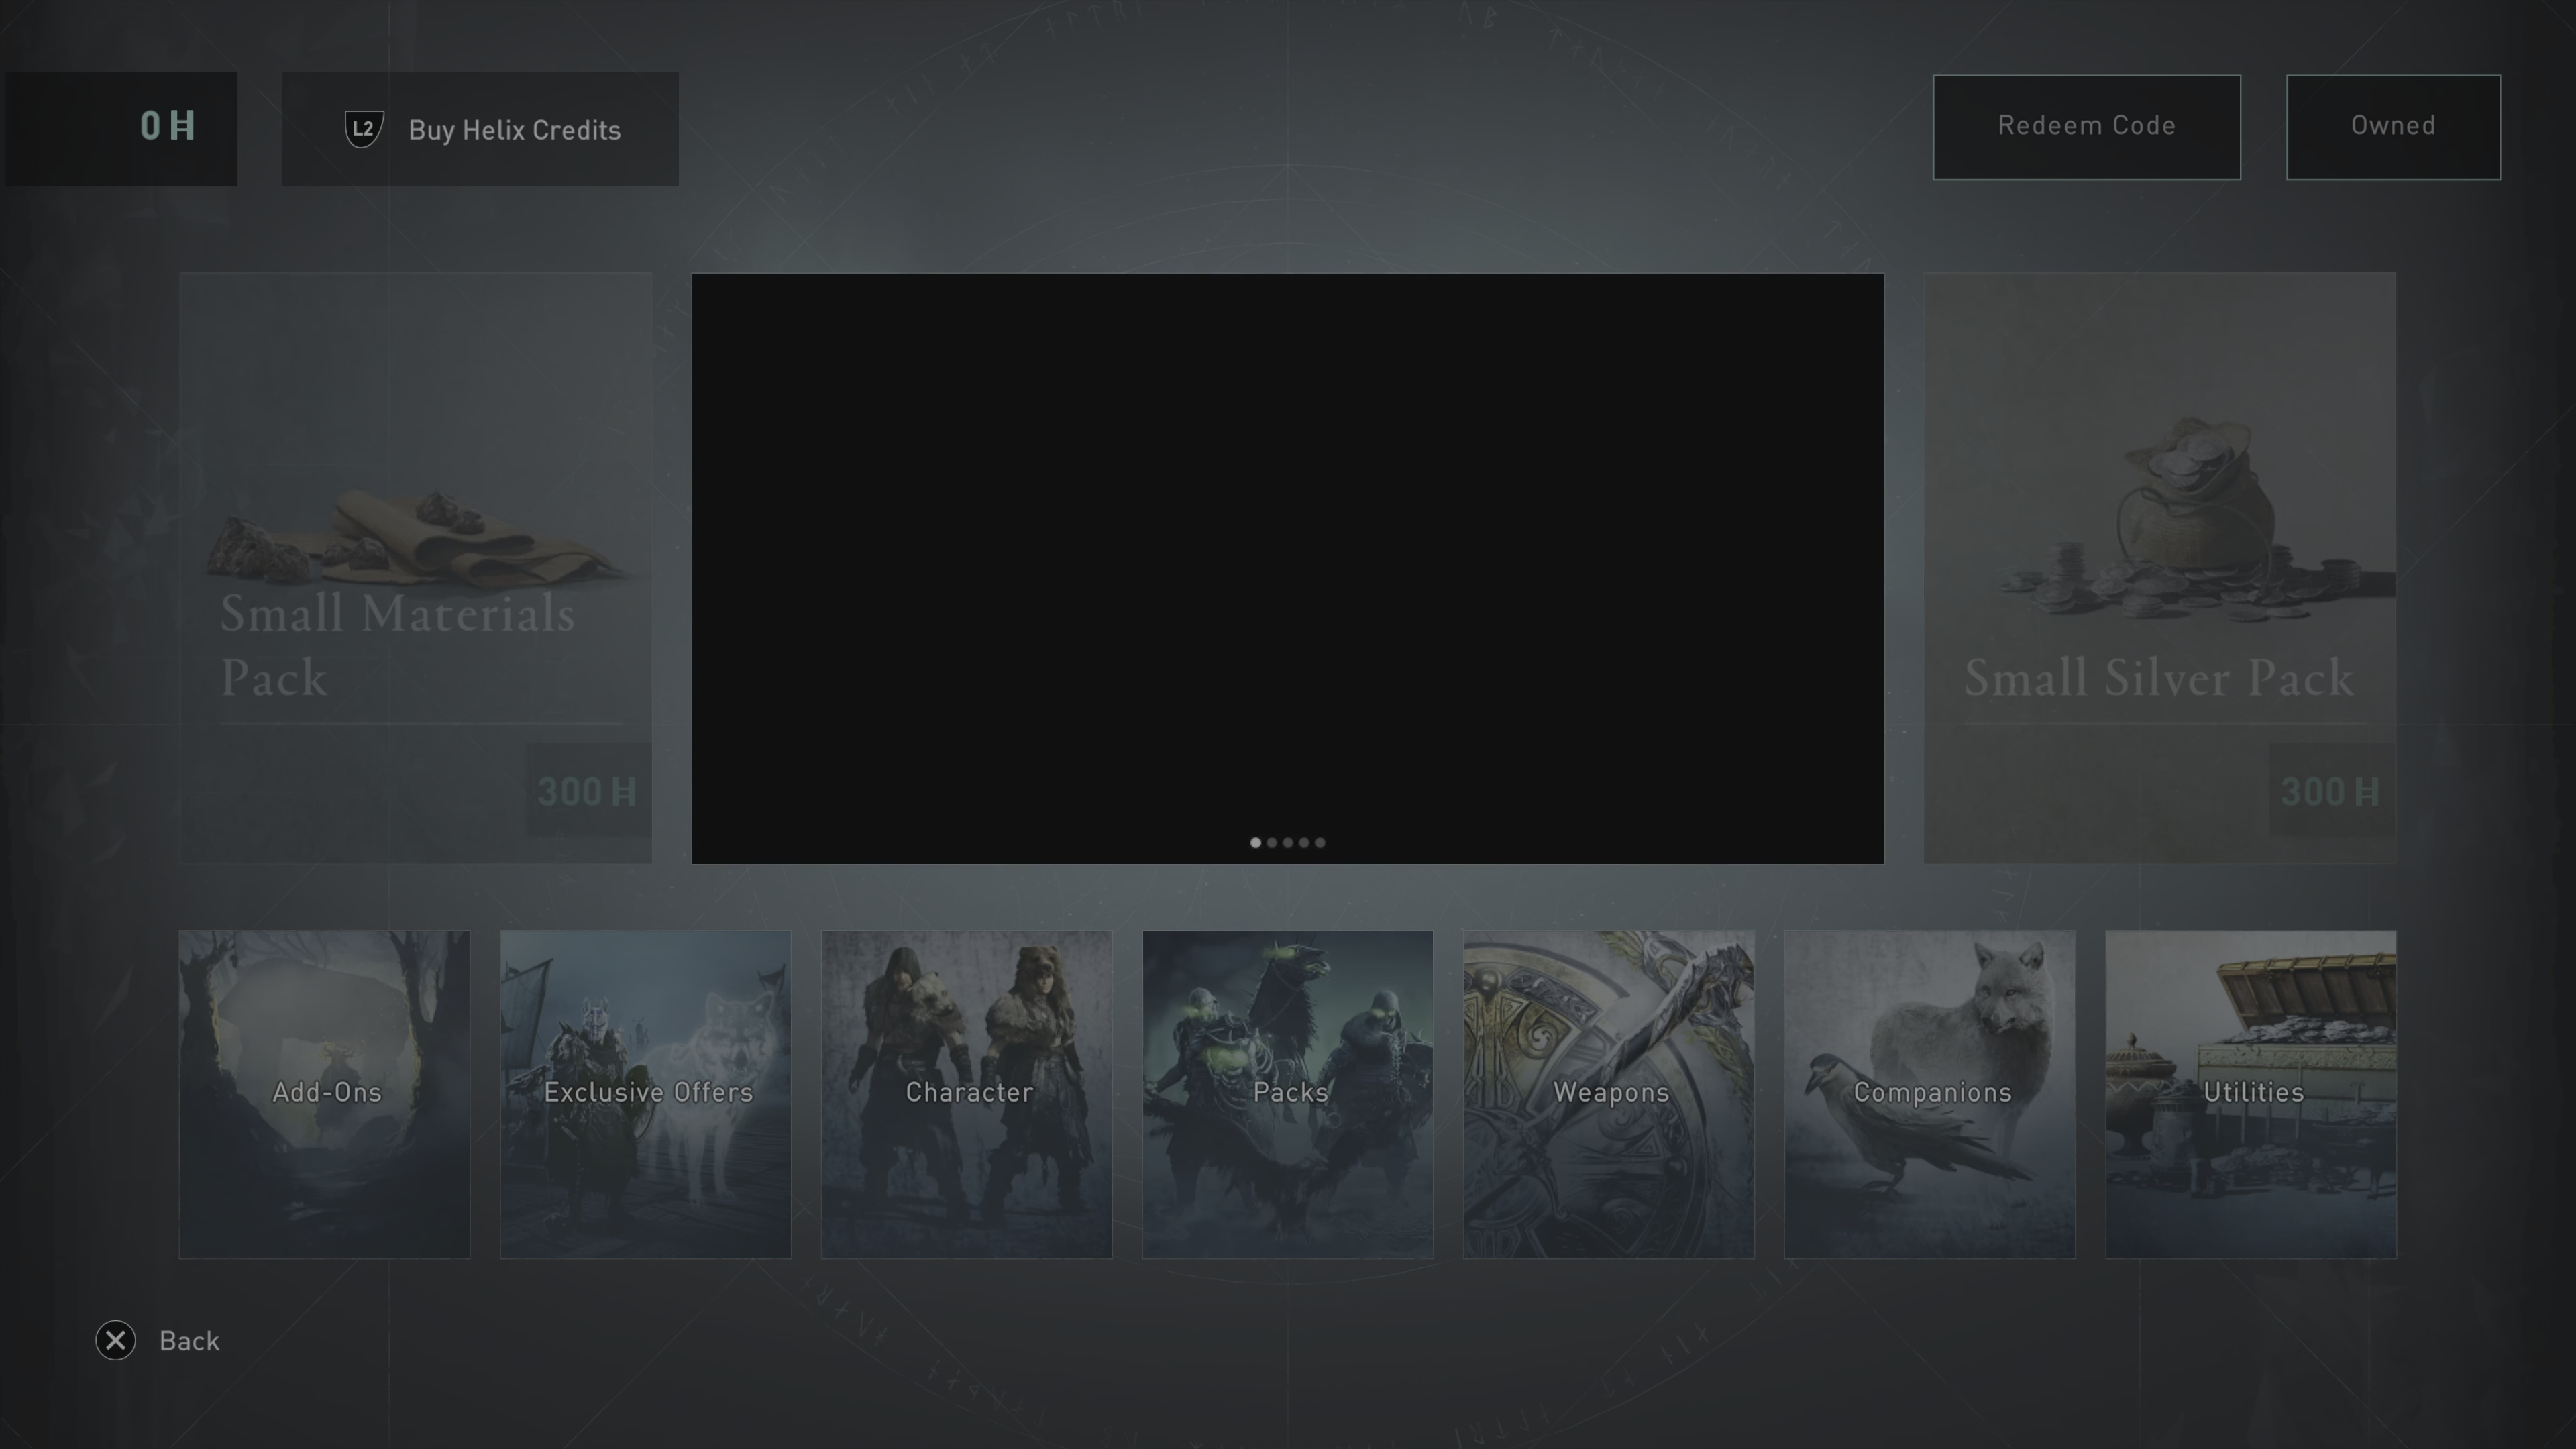 0 H
L2 Buy Helix Credits
Redeem Code
Owned
Small Materials
Pack
300 H
Small Silver Pack
300 H
Add-Ons
Exclusive Offers
Character
Packs
Weapons
Companions
Utilities
Back